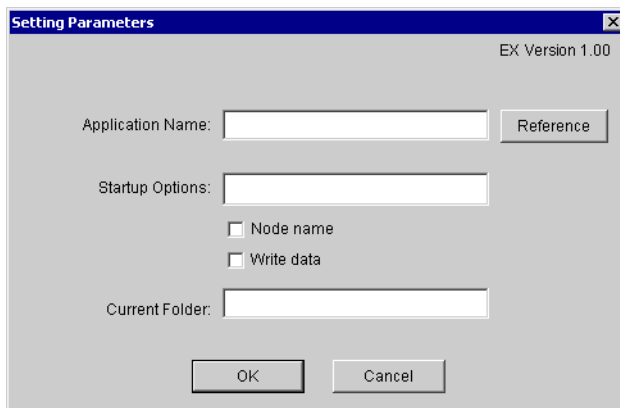 Setting Parameters
EX Version 1.00
Application Name:
Reference
Startup Options:
Node name
Write data
Current Folder:
OK
Cancel